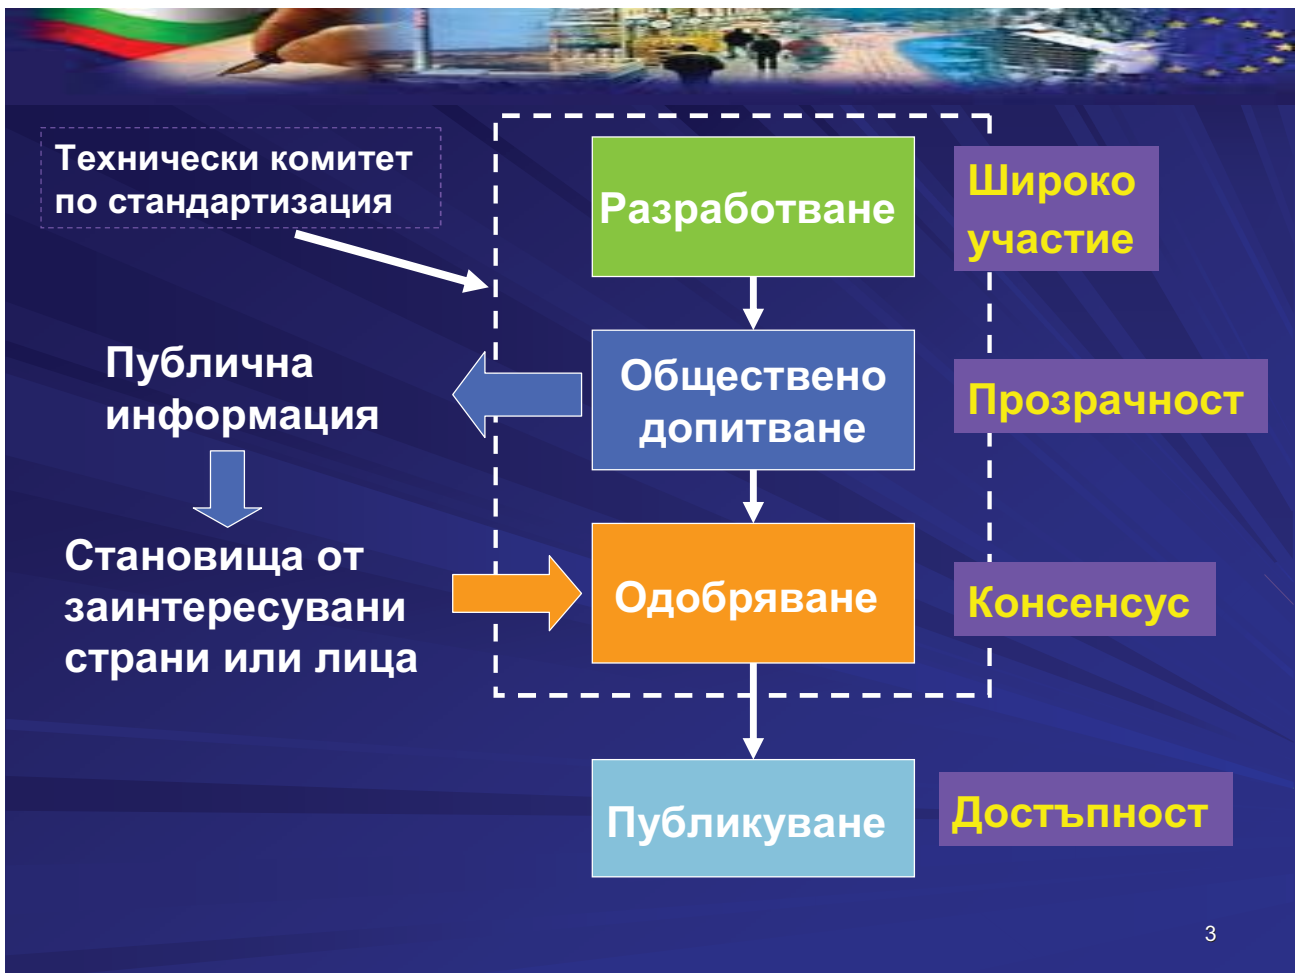 Технически комитет
по стандартизация
Разработване
Широко
участие
Публична
информация
Обществено
допитване
Прозрачност
Становища от
заинтересувани
страни или лица
Одобряване
Консенсус
Публикуване
Достъпност
3